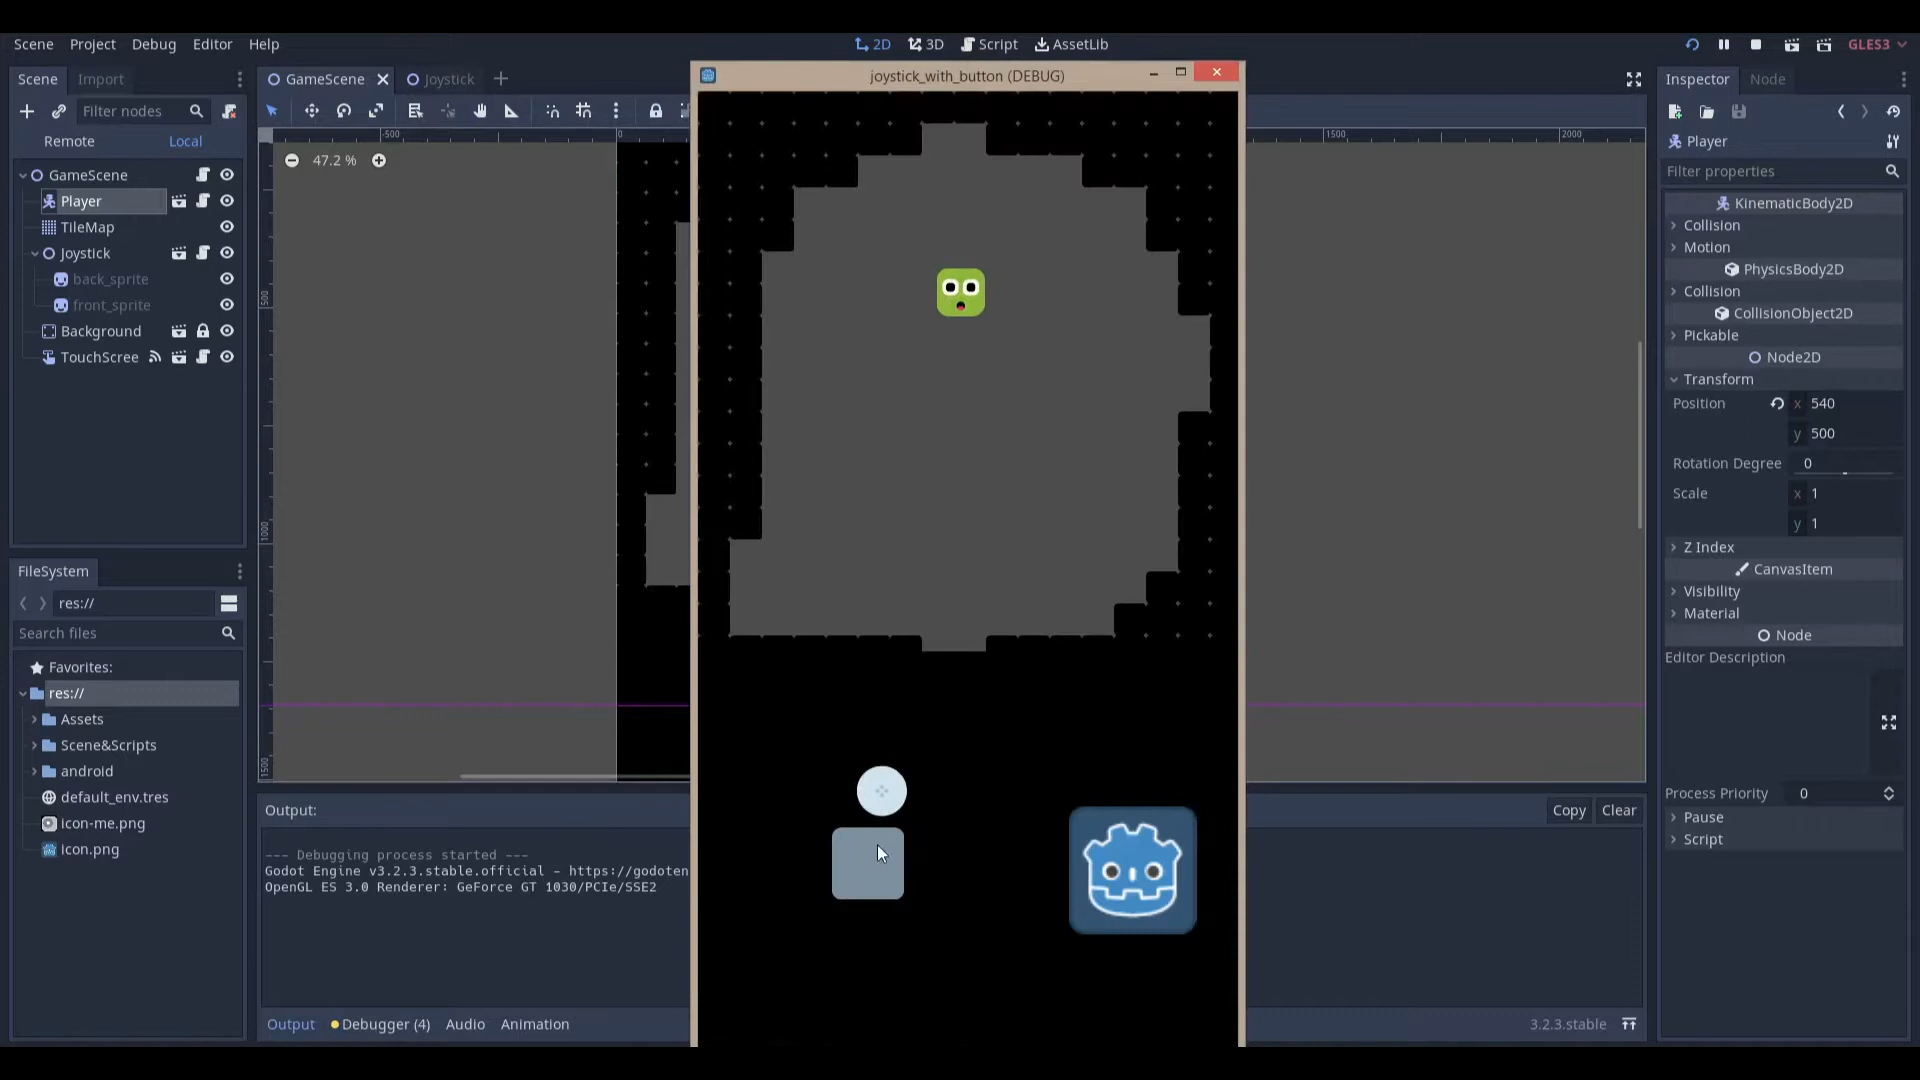 Scene Project Debug Editor Help
2D 3D Script AssetLib
GLES3
Scene Import
GameScene Joystick
joystick_with_button (DEBUG)
Inspector Node
Filter nodes
Remote Local
-500 0 1500 2000
Player
47.2 %
Filter properties
GameScene
Player
TileMap
Joystick
back_sprite
front_sprite
Background
TouchScree
500
1000
1500
KinematicBody2D
Collision
Motion
PhysicsBody2D
Collision
CollisionObject2D
Pickable
Node2D
Transform
Position x 540
y 500
Rotation Degree 0
Scale x 1
y 1
Z Index
CanvasItem
Visibility
Material
Node
Editor Description
Process Priority 0
Pause
Script
FileSystem
res://
Search files
Favorites:
res://
Assets
Scene&Scripts
android
default_env.tres
icon-me.png
icon.png
Output:
Copy Clear
--- Debugging process started ---
Godot Engine v3.2.3.stable.official - https://godoten
OpenGL ES 3.0 Renderer: GeForce GT 1030/PCIe/SSE2
Output Debugger (4) Audio Animation
3.2.3.stable